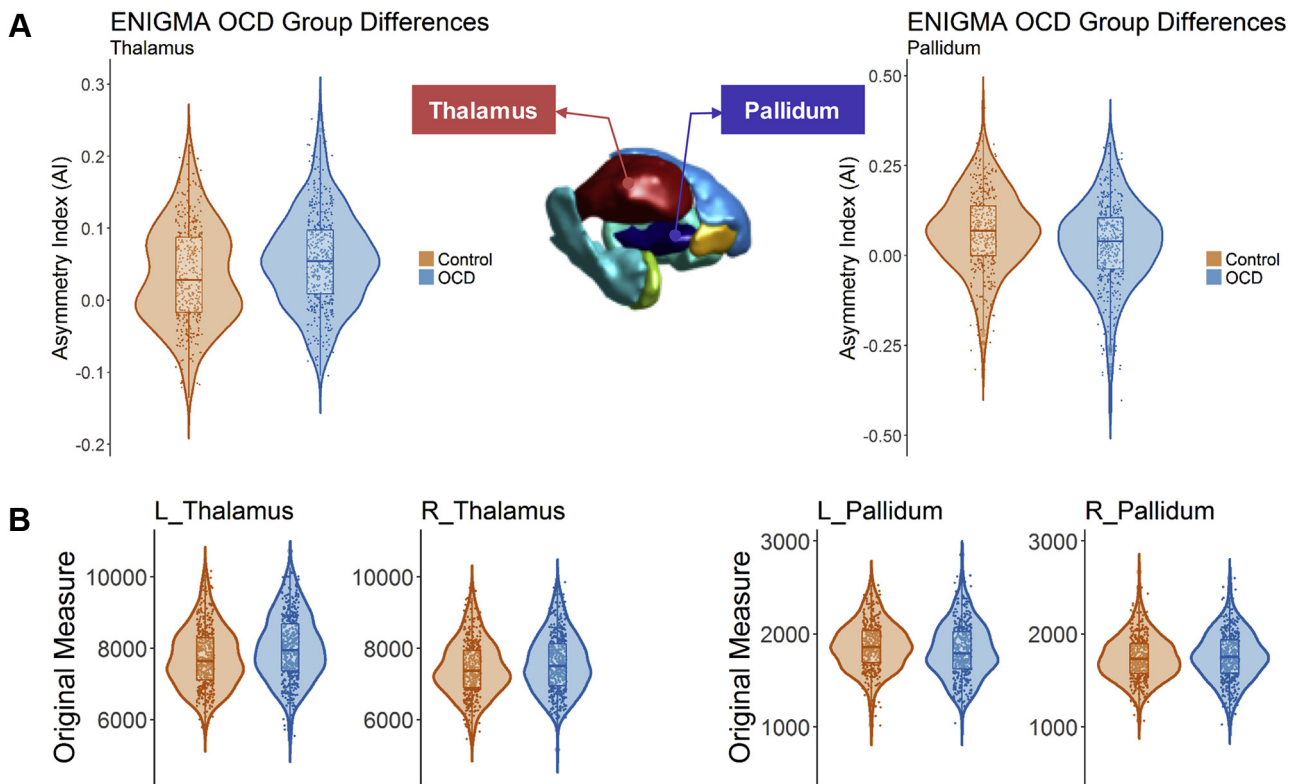 A
ENIGMA OCD Group Differences
Thalamus
Asymmetry Index (AI)
0.3
0.2
0.1
0.0
-0.1
-0.2
Control
OCD
Thalamus
Pallidum
ENIGMA OCD Group Differences
Pallidum
Asymmetry Index (AI)
0.50
0.25
0.00
-0.25
-0.50
Control
OCD
B
L_Thalamus
Original Measure
10000
8000
6000
R_Thalamus
10000
8000
6000
L_Pallidum
Original Measure
3000
2000
1000
R_Pallidum
3000
2000
1000